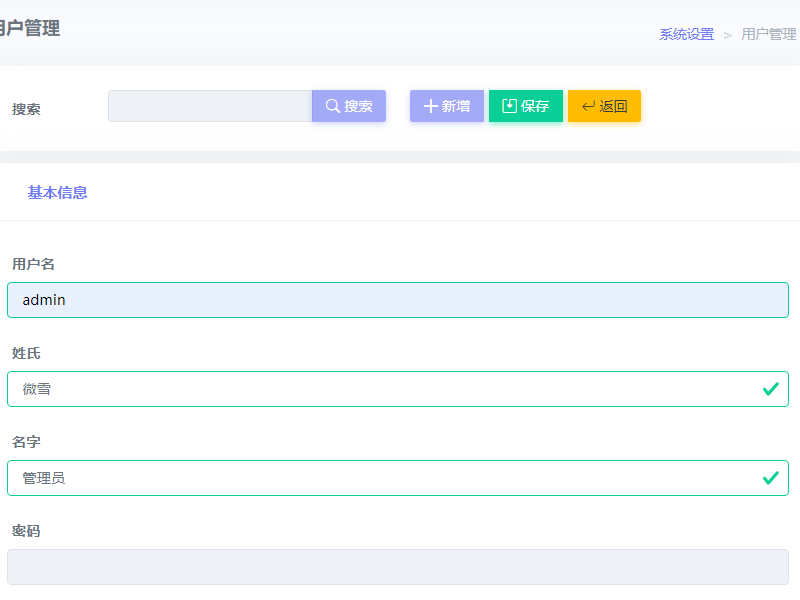 用户管理
系统设置 > 用户管理
搜索 搜索 新增 保存 返回
基本信息
用户名
admin
姓氏
微雪
名字
管理员
密码